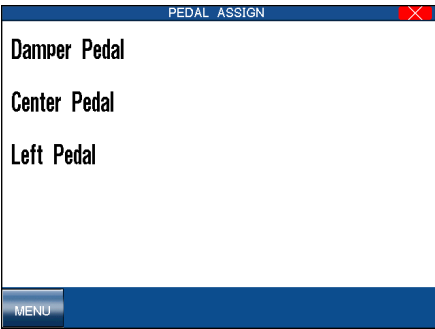 PEDAL ASSIGN
Damper Pedal
Center Pedal
Left Pedal
MENU